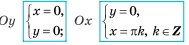 Oy { x = 0, Ox { y = 0,
y = 0; x = πk, k ∈ Z